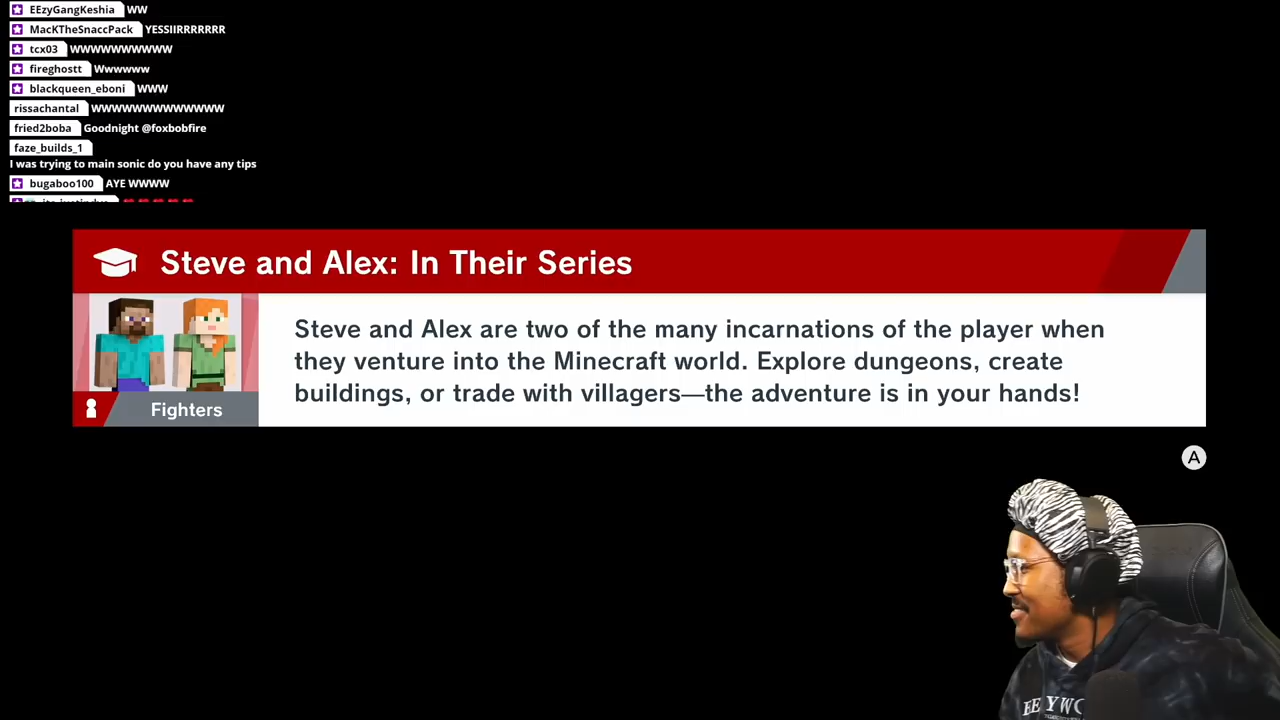 EEzyGangKeshia WW
MacKTheSnaccPack YESSIIRRRRRRR
tcx03 WWWWWWWWWW
fireghostt Wwwwww
blackqueen_eboni WWW
rissachantal WWWWWWWWWWWWW
fried2boba Goodnight @foxbobfire
faze_builds_1
I was trying to main sonic do you have any tips
bugaboo100 AYE WWWW
Steve and Alex: In Their Series
Steve and Alex are two of the many incarnations of the player when
they venture into the Minecraft world. Explore dungeons, create
buildings, or trade with villagers—the adventure is in your hands!
Fighters
A